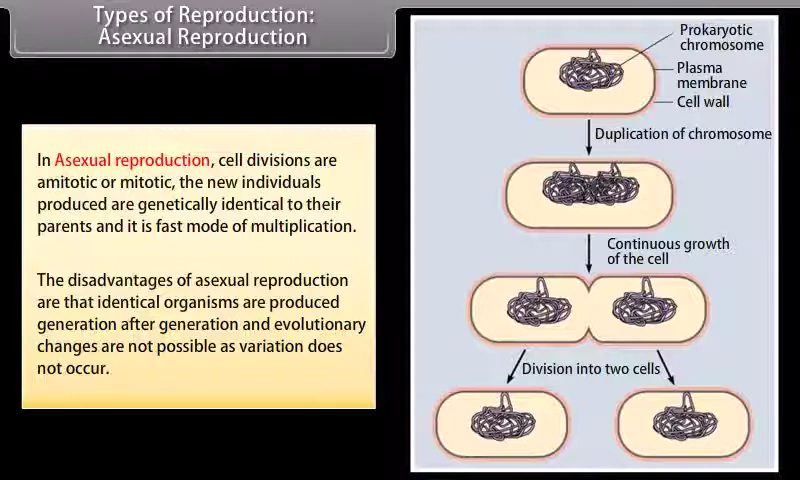 Types of Reproduction:
Asexual Reproduction
In Asexual reproduction, cell divisions are
amitotic or mitotic, the new individuals
produced are genetically identical to their
parents and it is fast mode of multiplication.
The disadvantages of asexual reproduction
are that identical organisms are produced
generation after generation and evolutionary
changes are not possible as variation does
not occur.
Prokaryotic
chromosome
Plasma
membrane
Cell wall
Duplication of chromosome
Continuous growth
of the cell
Division into two cells